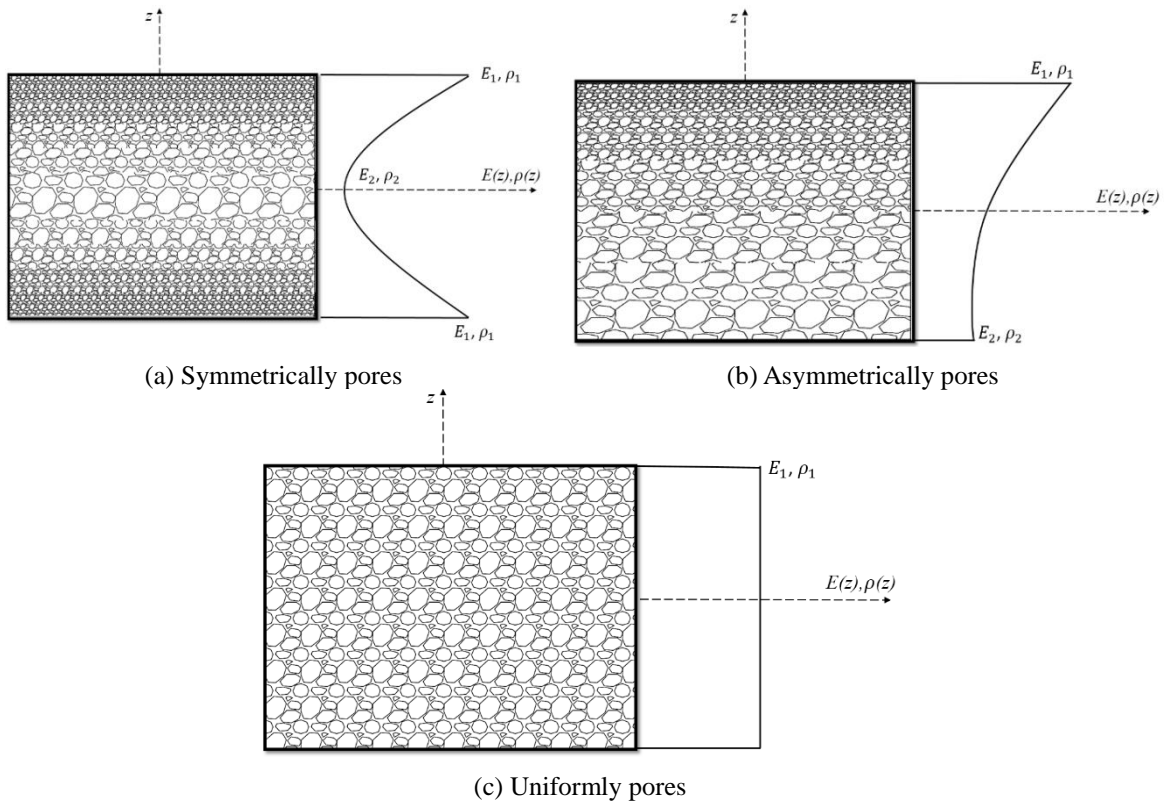 z
E₁, ρ₁
E₂, ρ₂
E(z),ρ(z)
E₁, ρ₁
(a) Symmetrically pores
z
E₁, ρ₁
E(z),ρ(z)
E₂, ρ₂
(b) Asymmetrically pores
z
E₁, ρ₁
E(z),ρ(z)
(c) Uniformly pores